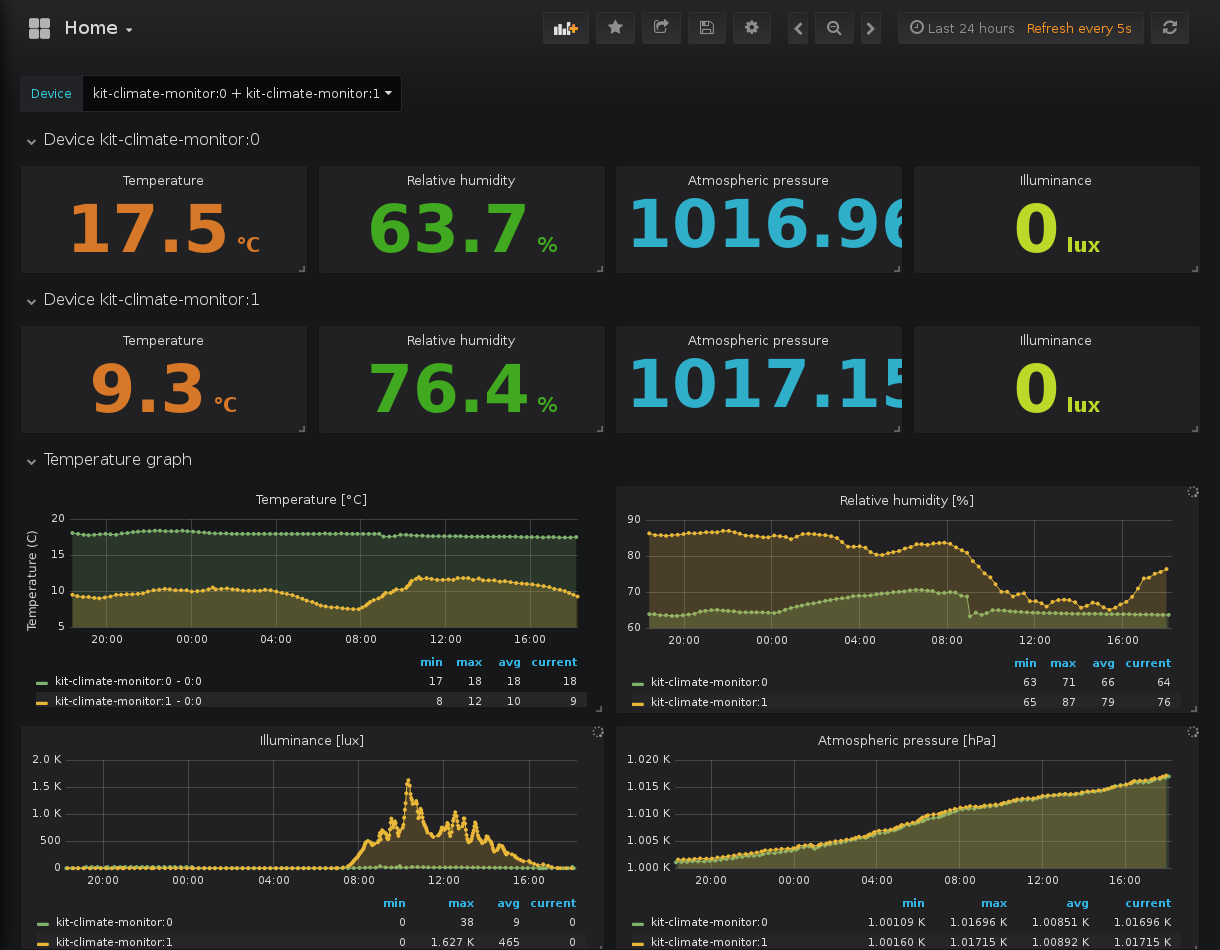 Home
Last 24 hours Refresh every 5s
Device kit-climate-monitor:0 + kit-climate-monitor:1
Device kit-climate-monitor:0
Temperature Relative humidity Atmospheric pressure Illuminance
17.5 °C 63.7 % 1016.96 0 lux
Device kit-climate-monitor:1
Temperature Relative humidity Atmospheric pressure Illuminance
9.3 °C 76.4 % 1017.15 0 lux
Temperature graph
Temperature [°C]
Temperature (C)
20
15
10
5
20:00 00:00 04:00 08:00 12:00 16:00
min max avg current
kit-climate-monitor:0 - 0:0 17 18 18 18
kit-climate-monitor:1 - 0:0 8 12 10 9
Relative humidity [%]
90
80
70
60
20:00 00:00 04:00 08:00 12:00 16:00
min max avg current
kit-climate-monitor:0 63 71 66 64
kit-climate-monitor:1 65 87 79 76
Illuminance [lux]
2.0 K
1.5 K
1.0 K
500
0
20:00 00:00 04:00 08:00 12:00 16:00
min max avg current
kit-climate-monitor:0 0 38 9 0
kit-climate-monitor:1 0 1.627 K 465 0
Atmospheric pressure [hPa]
1.020 K
1.015 K
1.010 K
1.005 K
1.000 K
20:00 00:00 04:00 08:00 12:00 16:00
min max avg current
kit-climate-monitor:0 1.00109 K 1.01696 K 1.00851 K 1.01696 K
kit-climate-monitor:1 1.00160 K 1.01715 K 1.00892 K 1.01715 K